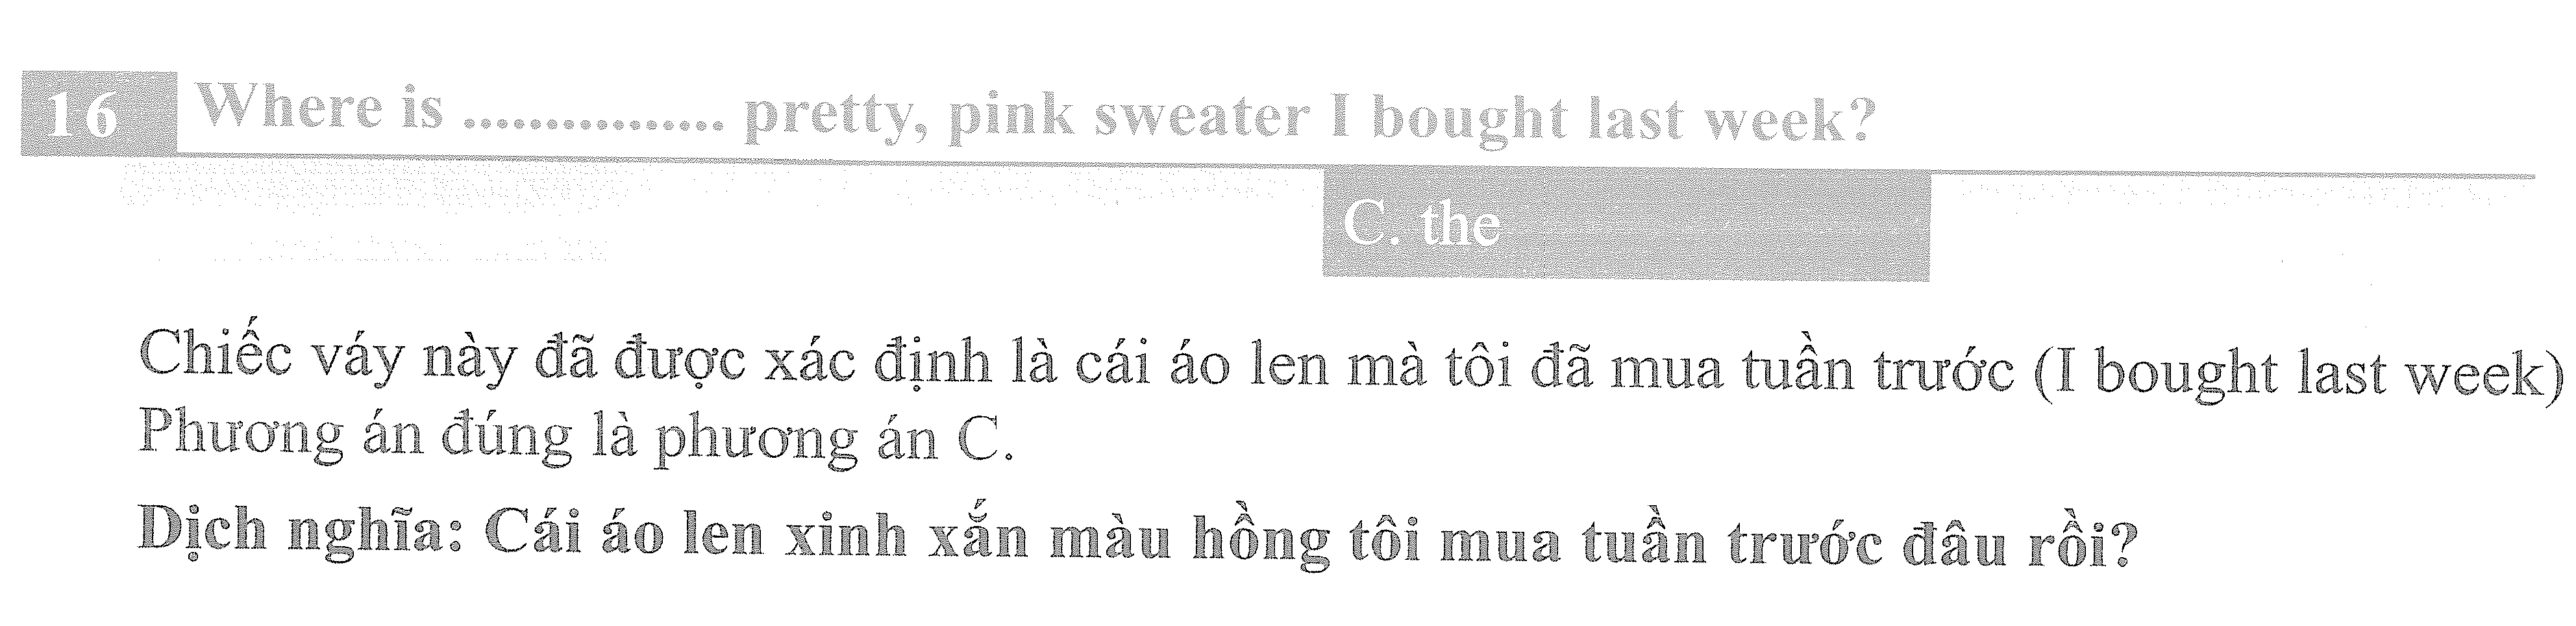 16 Where is ............... pretty, pink sweater I bought last week?
C. the
Chiếc váy này đã được xác định là cái áo len mà tôi đã mua tuần trước (I bought last week)
Phương án đúng là phương án C.
Dịch nghĩa: Cái áo len xinh xắn màu hồng tôi mua tuần trước đâu rồi?